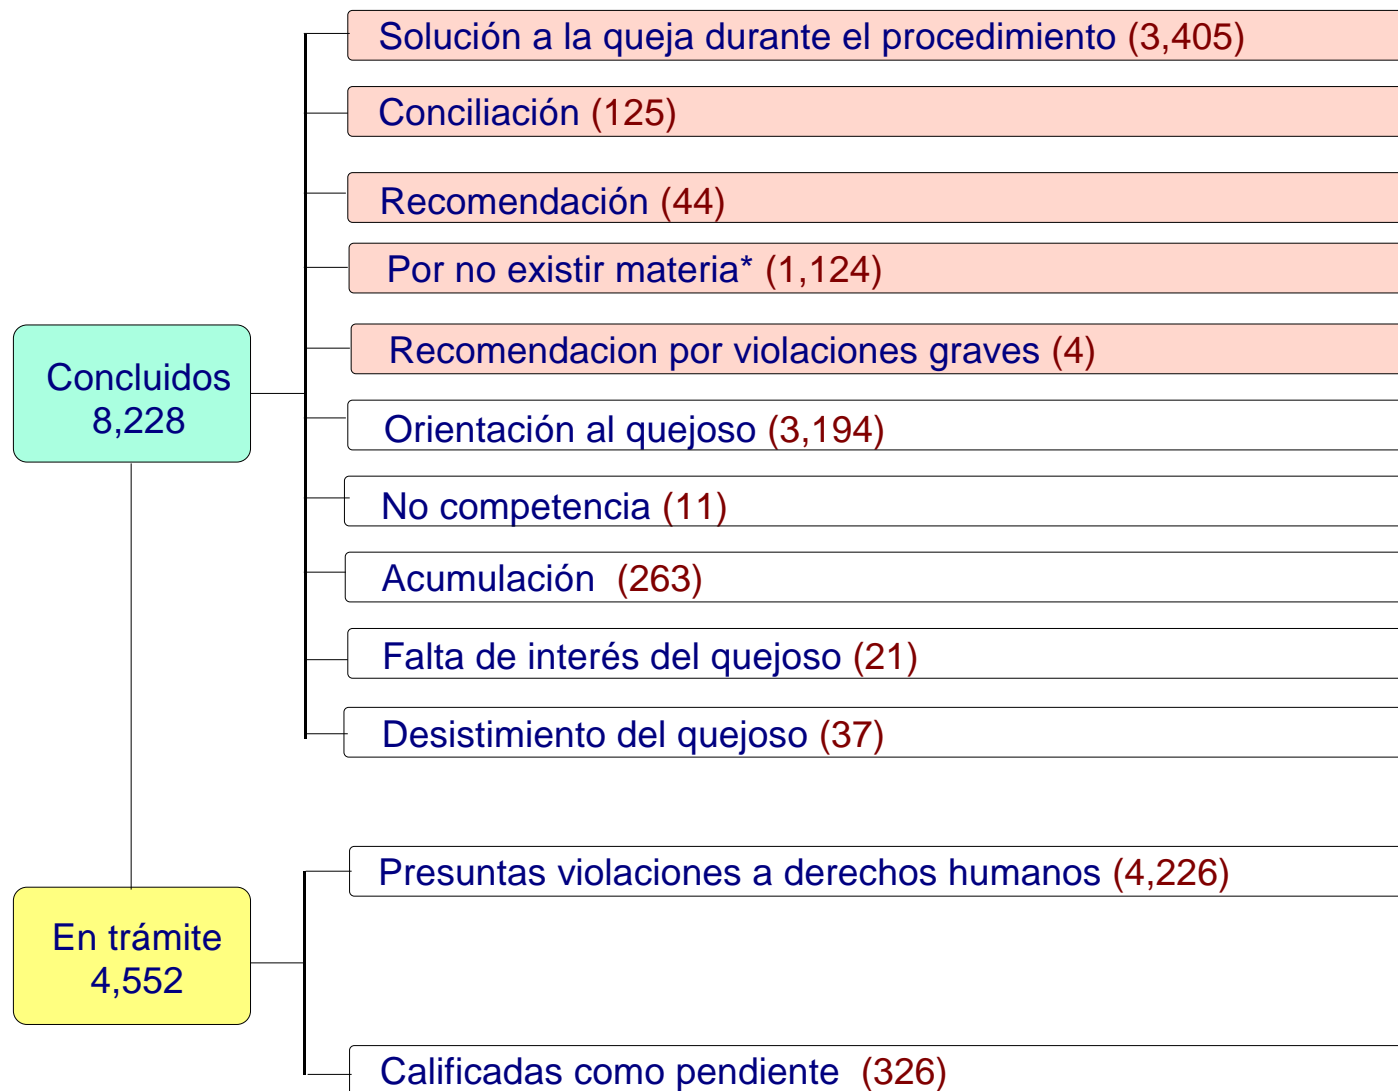 Solución a la queja durante el procedimiento (3,405)
Conciliación (125)
Recomendación (44)
Por no existir materia* (1,124)
Recomendacion por violaciones graves (4)
Concluidos
8,228
Orientación al quejoso (3,194)
No competencia (11)
Acumulación (263)
Falta de interés del quejoso (21)
Desistimiento del quejoso (37)
Presuntas violaciones a derechos humanos (4,226)
En trámite
4,552
Calificadas como pendiente (326)